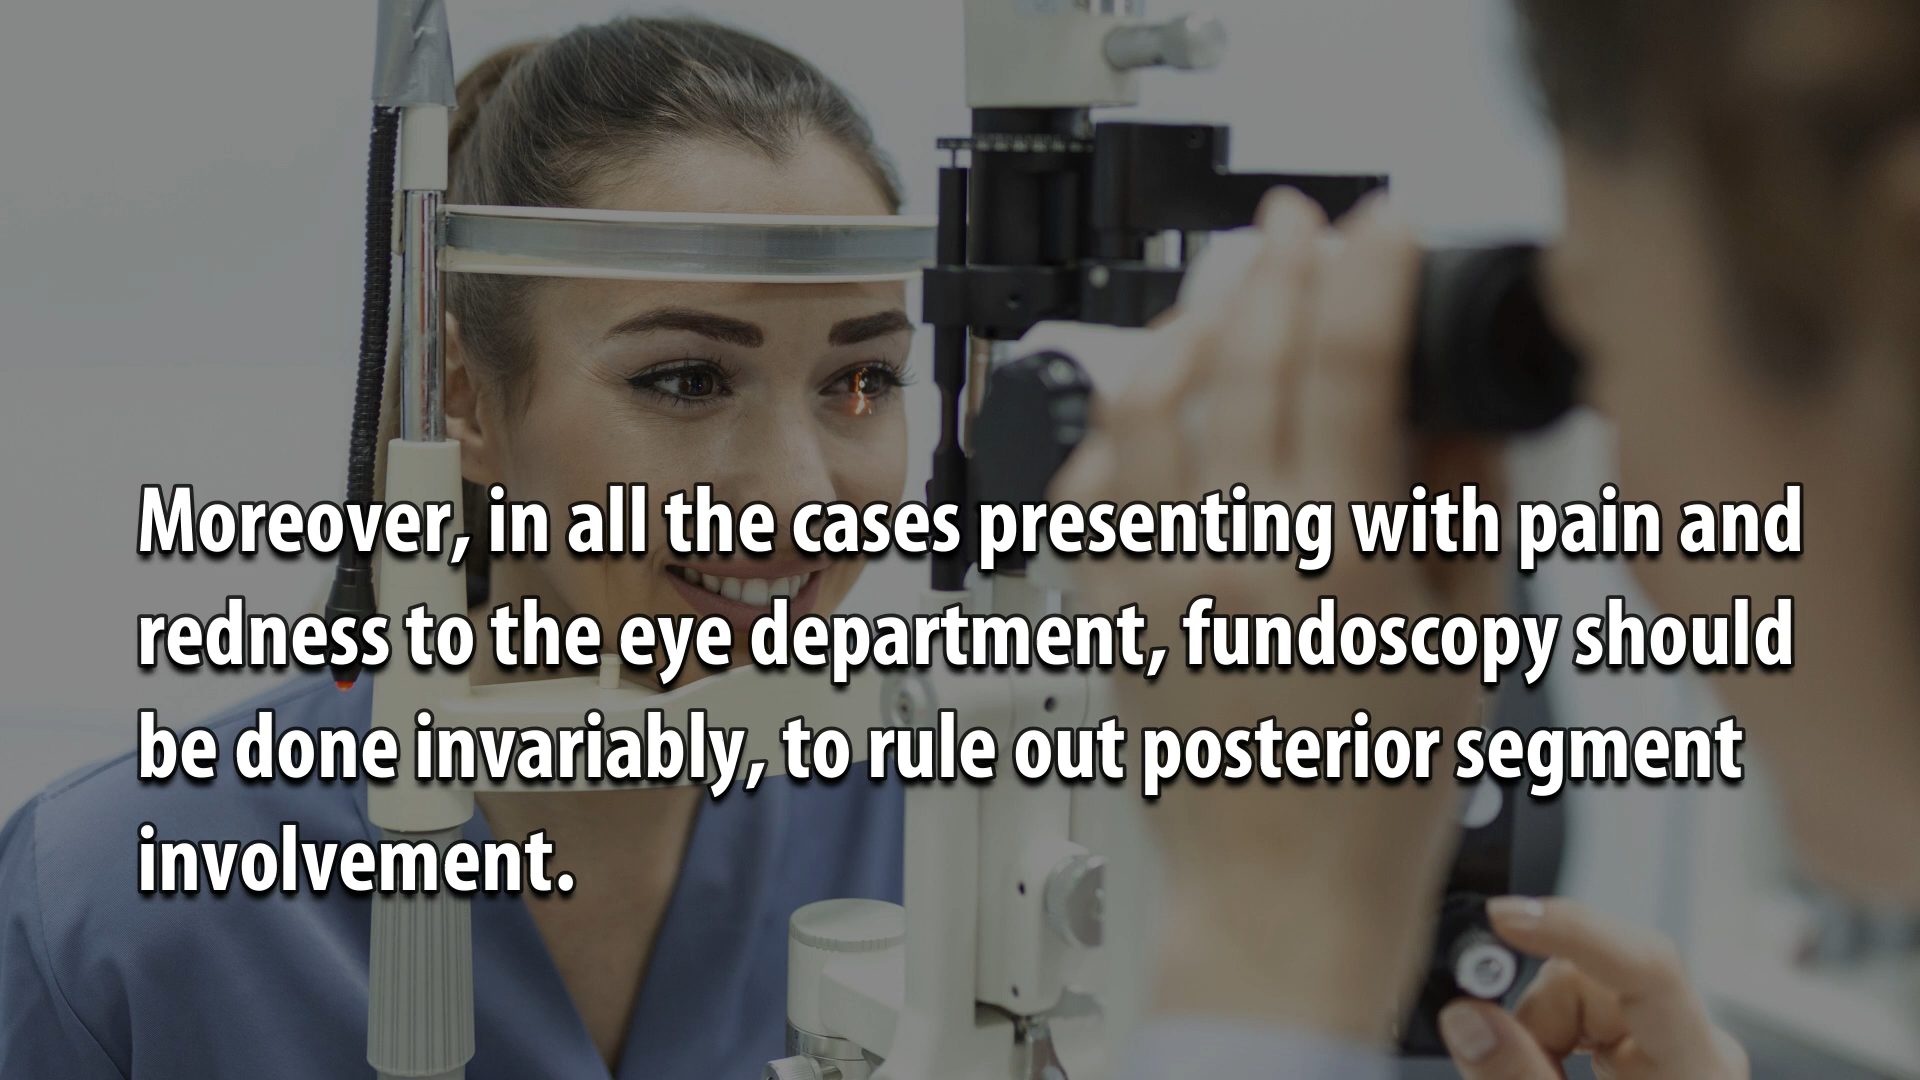 Moreover, in all the cases presenting with pain and
redness to the eye department, fundoscopy should
be done invariably, to rule out posterior segment
involvement.